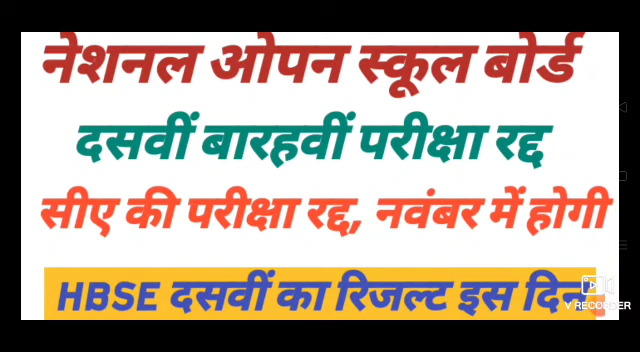 नेशनल ओपन स्कूल बोर्ड
दसवीं बारहवीं परीक्षा रद्द
सीए की परीक्षा रद्द, नवंबर में होगी
HBSE दसवीं का रिजल्ट इस दिन
V RECORDER